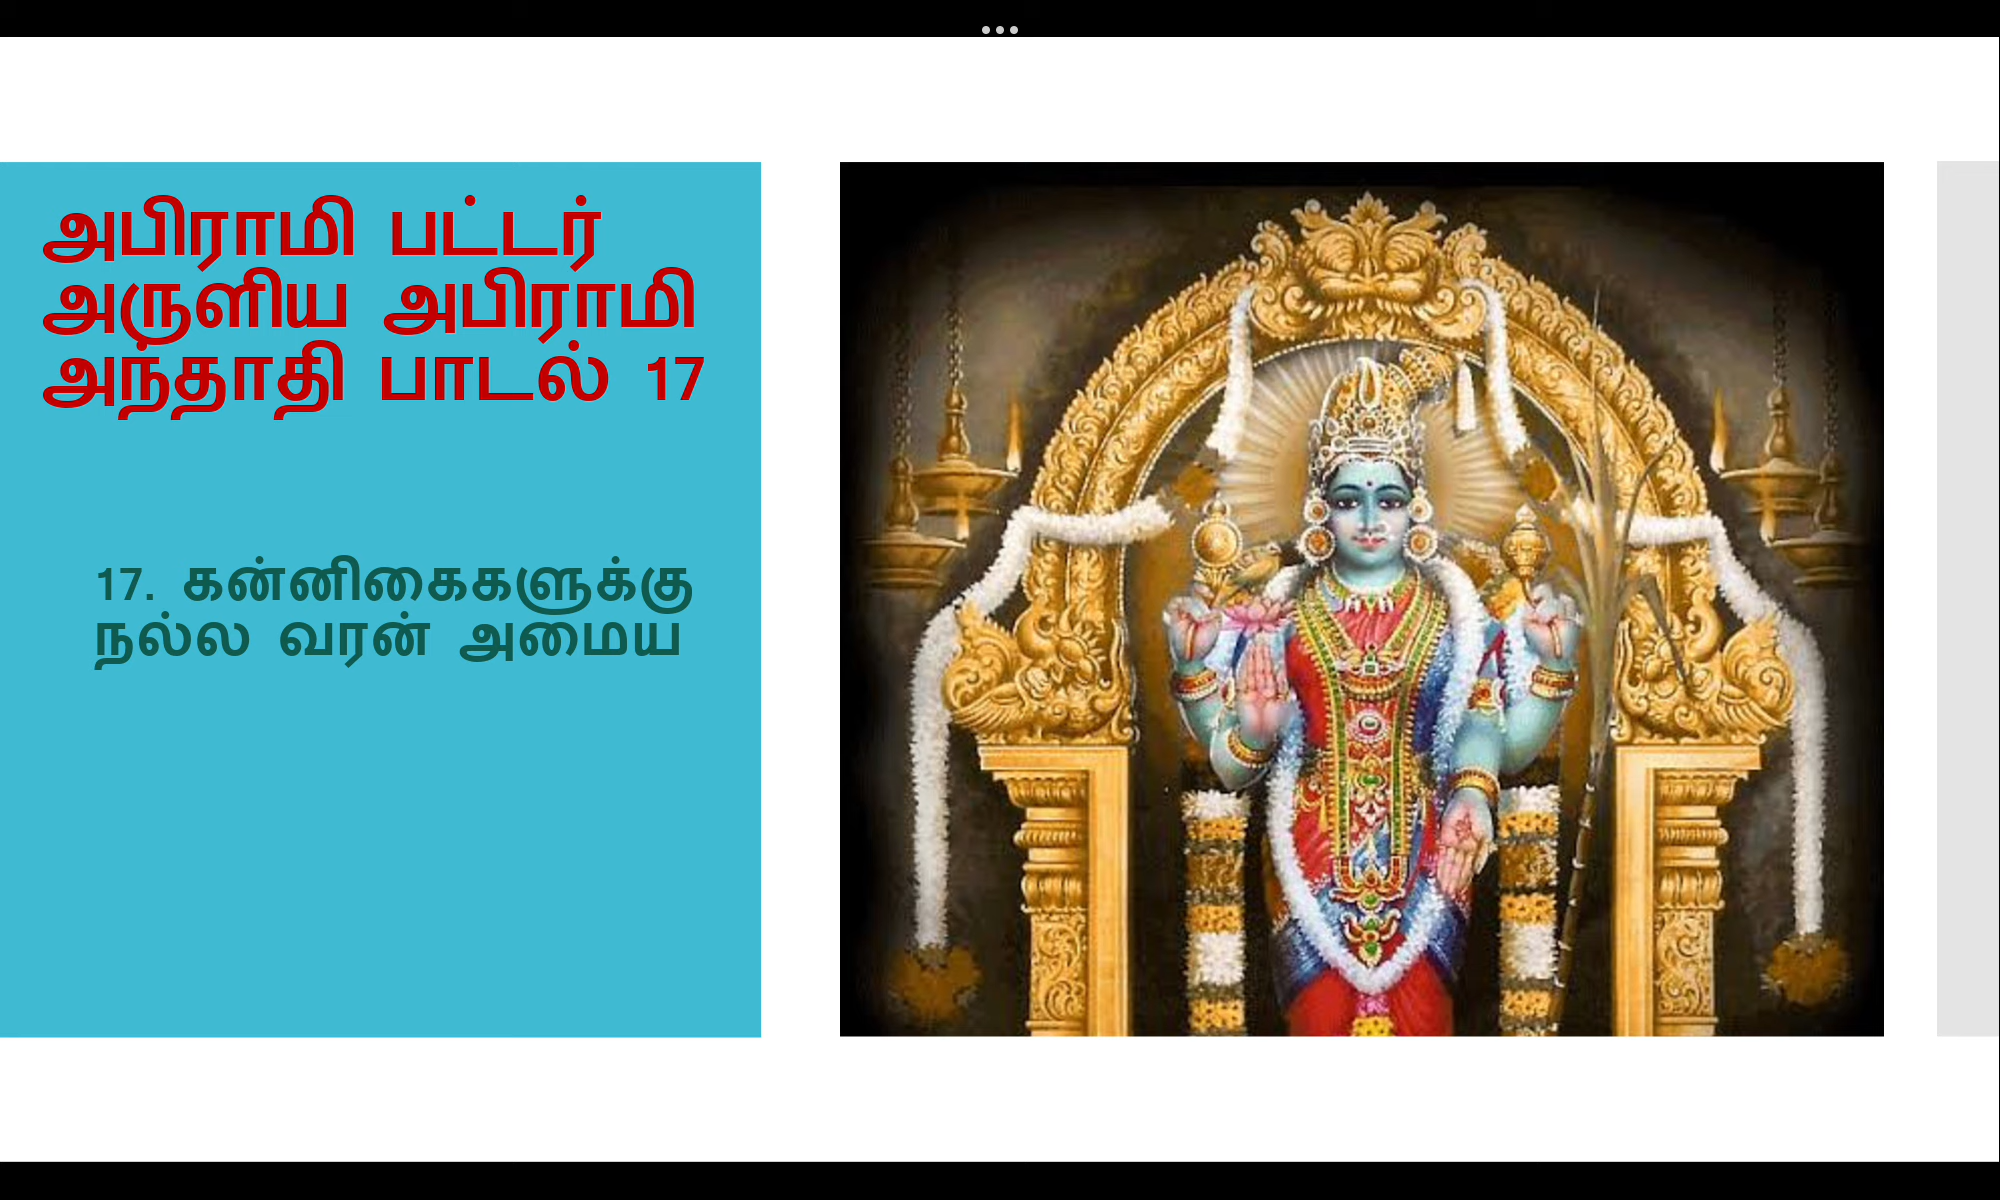 அபிராமி பட்டர்
அருளிய அபிராமி
அந்தாதி பாடல் 17
17. கன்னிகைகளுக்கு
நல்ல வரன் அமைய